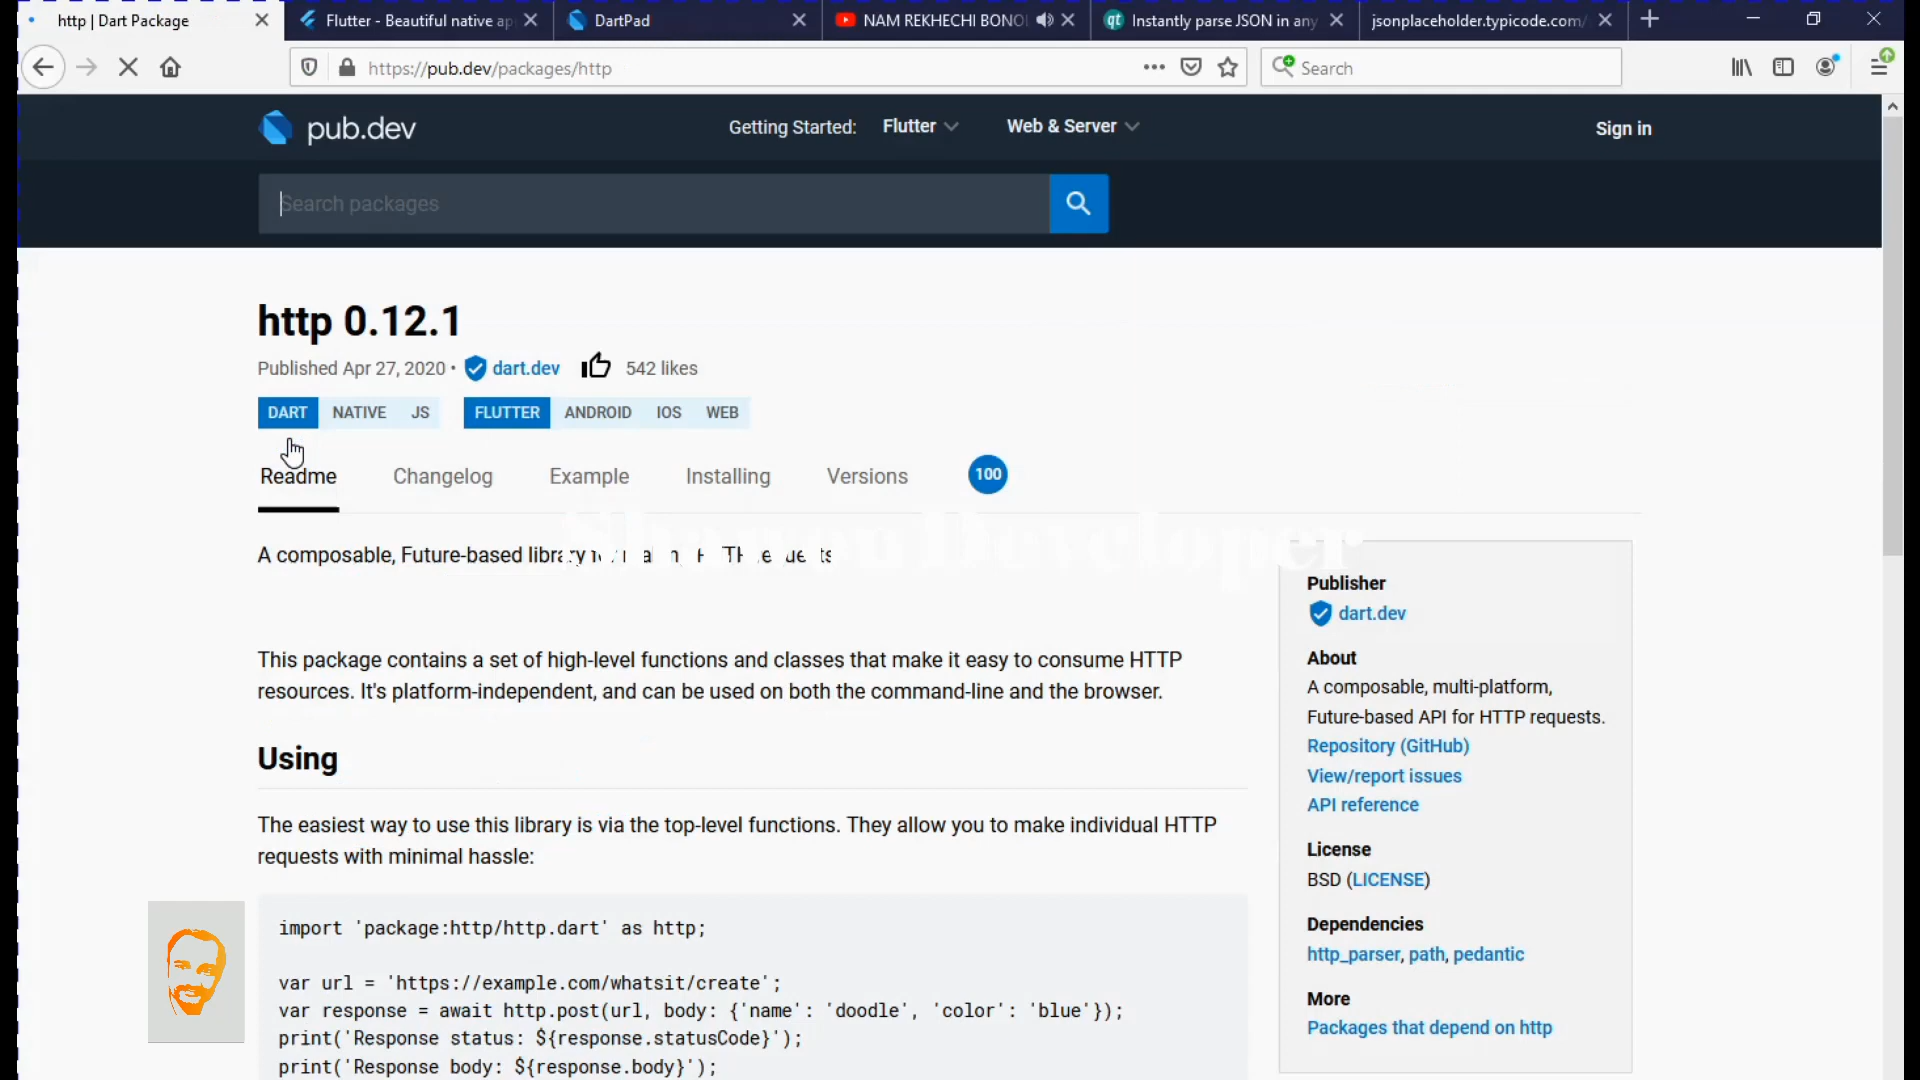 http | Dart Package
Flutter - Beautiful native ap
DartPad
NAM REKHECHI BONO
Instantly parse JSON in any
jsonplaceholder.typicode.com/
https://pub.dev/packages/http
Search
pub.dev
Getting Started:
Flutter
Web & Server
Sign in
Search packages
http 0.12.1
Published Apr 27, 2020 •
dart.dev
542 likes
DART NATIVE JS
FLUTTER ANDROID IOS WEB
Readme
Changelog
Example
Installing
Versions
100
A composable, Future-based library
Developer
This package contains a set of high-level functions and classes that make it easy to consume HTTP
resources. It's platform-independent, and can be used on both the command-line and the browser.
Using
The easiest way to use this library is via the top-level functions. They allow you to make individual HTTP
requests with minimal hassle:
import 'package:http/http.dart' as http;
var url = 'https://example.com/whatsit/create';
var response = await http.post(url, body: {'name': 'doodle', 'color': 'blue'});
print('Response status: ${response.statusCode}');
print('Response body: ${response.body}');
Publisher
dart.dev
About
A composable, multi-platform,
Future-based API for HTTP requests.
Repository (GitHub)
View/report issues
API reference
License
BSD (LICENSE)
Dependencies
http_parser, path, pedantic
More
Packages that depend on http